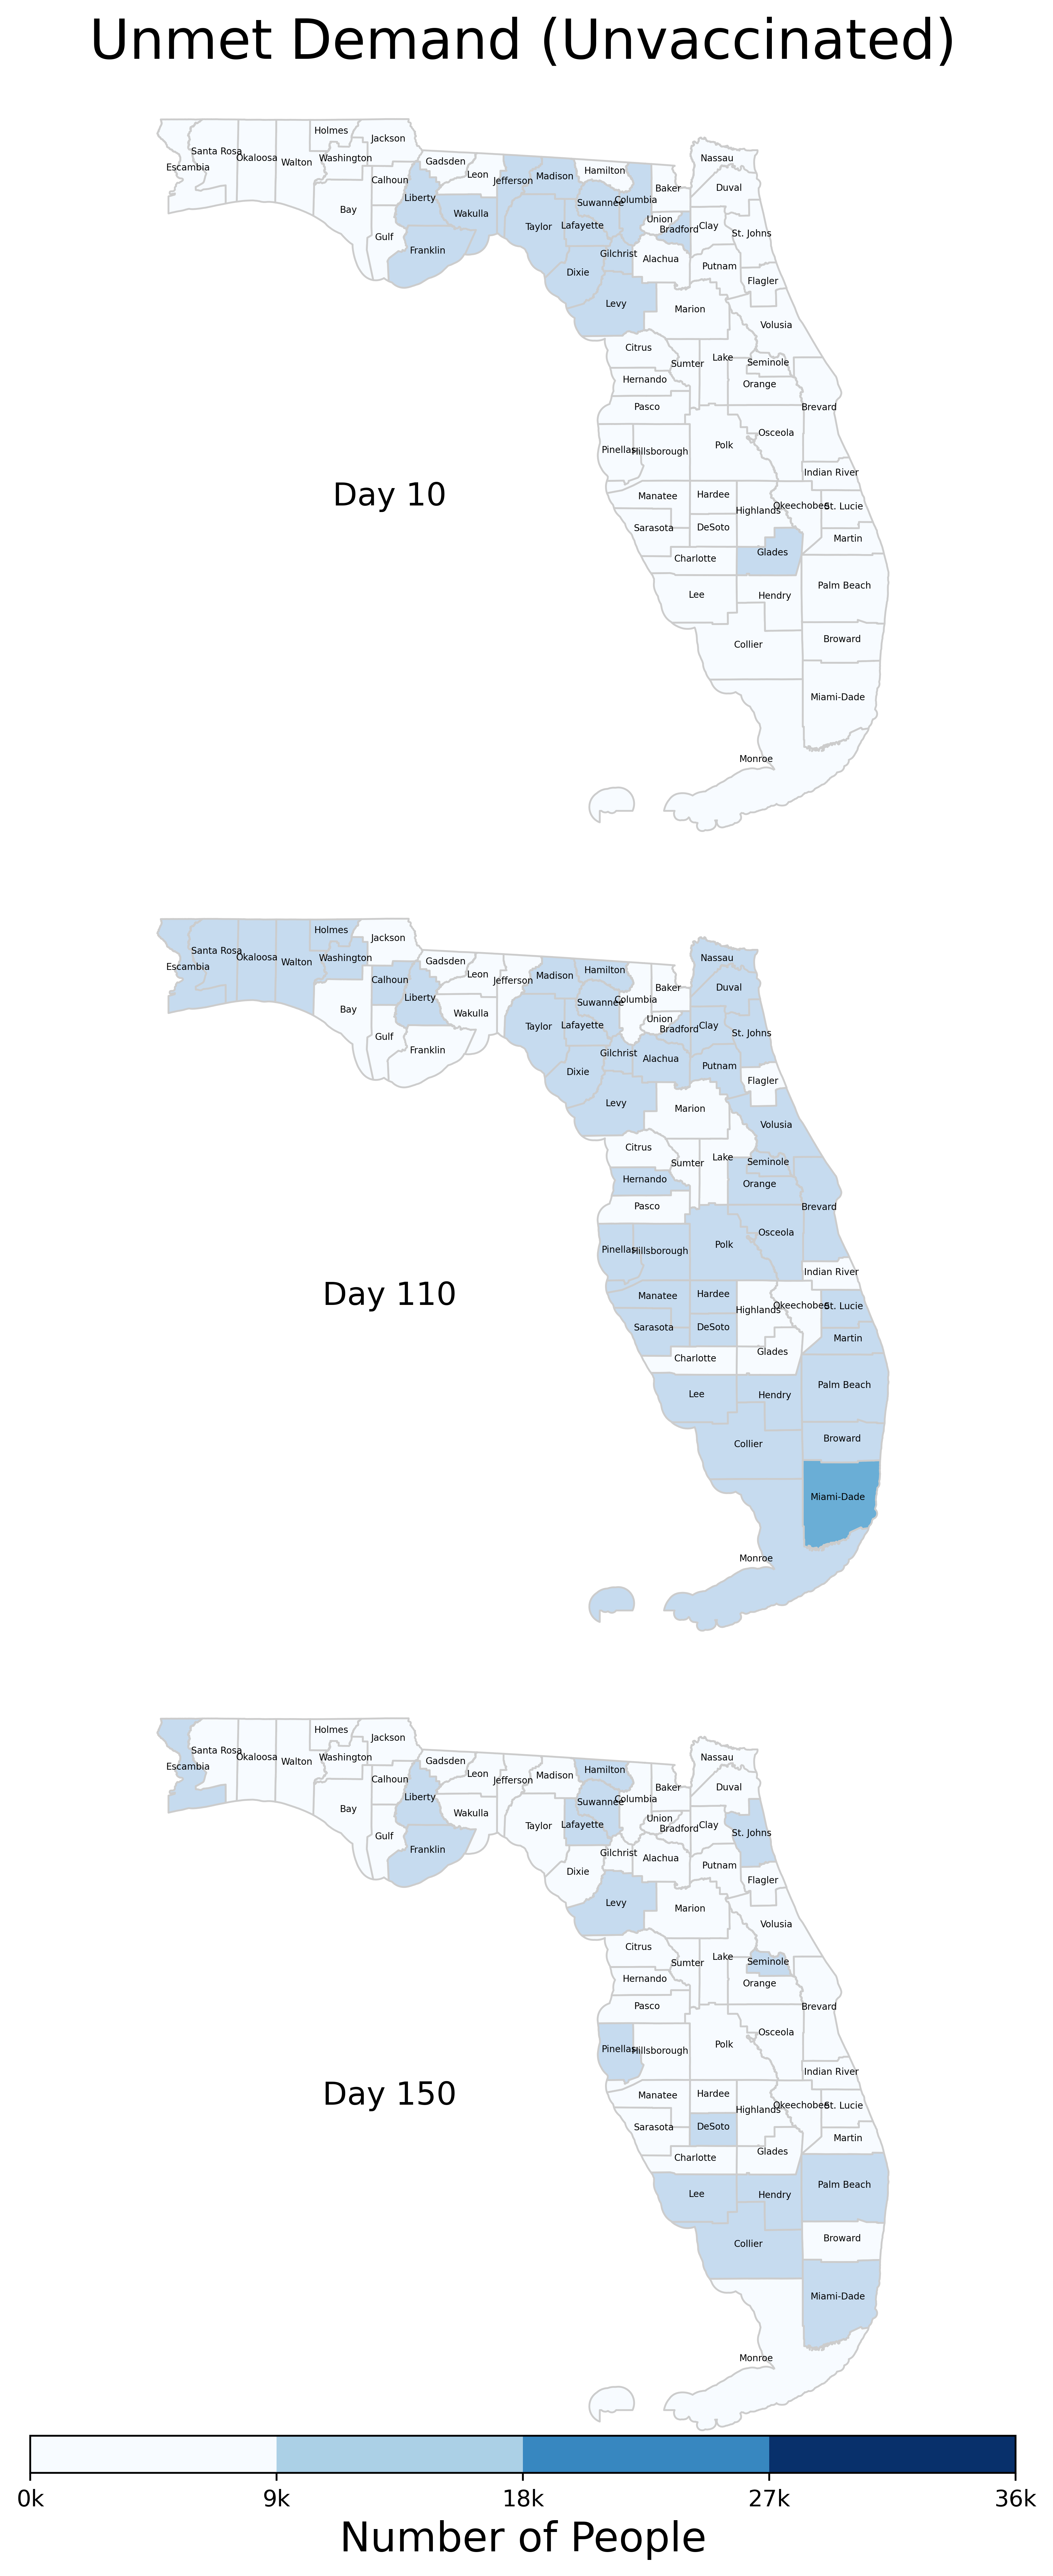 Unmet Demand (Unvaccinated)
Holmes
Jackson
Santa Rosa
Okaloosa
Washington
Escambia
Walton
Gadsden
Leon
Jefferson
Madison
Hamilton
Nassau
Calhoun
Liberty
Suwannee
Columbia
Baker
Duval
Bay
Wakulla
Union
Gulf
Taylor
Lafayette
Bradford
Clay
St. Johns
Franklin
Gilchrist
Alachua
Putnam
Dixie
Flagler
Levy
Marion
Volusia
Citrus
Sumter
Lake
Seminole
Hernando
Orange
Pasco
Brevard
Osceola
Pinellas
Hillsborough
Polk
Indian River
Day 10
Manatee
Hardee
Highlands
Okeechobee
St. Lucie
Sarasota
DeSoto
Martin
Charlotte
Glades
Lee
Hendry
Palm Beach
Collier
Broward
Miami-Dade
Monroe
Holmes
Jackson
Santa Rosa
Okaloosa
Washington
Escambia
Walton
Gadsden
Leon
Jefferson
Madison
Hamilton
Nassau
Calhoun
Liberty
Suwannee
Columbia
Baker
Duval
Bay
Wakulla
Union
Gulf
Taylor
Lafayette
Bradford
Clay
St. Johns
Franklin
Gilchrist
Alachua
Putnam
Dixie
Flagler
Levy
Marion
Volusia
Citrus
Sumter
Lake
Seminole
Hernando
Orange
Pasco
Brevard
Osceola
Pinellas
Hillsborough
Polk
Indian River
Day 110
Manatee
Hardee
Highlands
Okeechobee
St. Lucie
Sarasota
DeSoto
Martin
Charlotte
Glades
Lee
Hendry
Palm Beach
Collier
Broward
Miami-Dade
Monroe
Holmes
Jackson
Santa Rosa
Okaloosa
Washington
Escambia
Walton
Gadsden
Leon
Jefferson
Madison
Hamilton
Nassau
Calhoun
Liberty
Suwannee
Columbia
Baker
Duval
Bay
Wakulla
Union
Gulf
Taylor
Lafayette
Bradford
Clay
St. Johns
Franklin
Gilchrist
Alachua
Putnam
Dixie
Flagler
Levy
Marion
Volusia
Citrus
Sumter
Lake
Seminole
Hernando
Orange
Pasco
Brevard
Osceola
Pinellas
Hillsborough
Polk
Indian River
Day 150
Manatee
Hardee
Highlands
Okeechobee
St. Lucie
Sarasota
DeSoto
Martin
Charlotte
Glades
Lee
Hendry
Palm Beach
Collier
Broward
Miami-Dade
Monroe
0k 9k 18k 27k 36k
Number of People